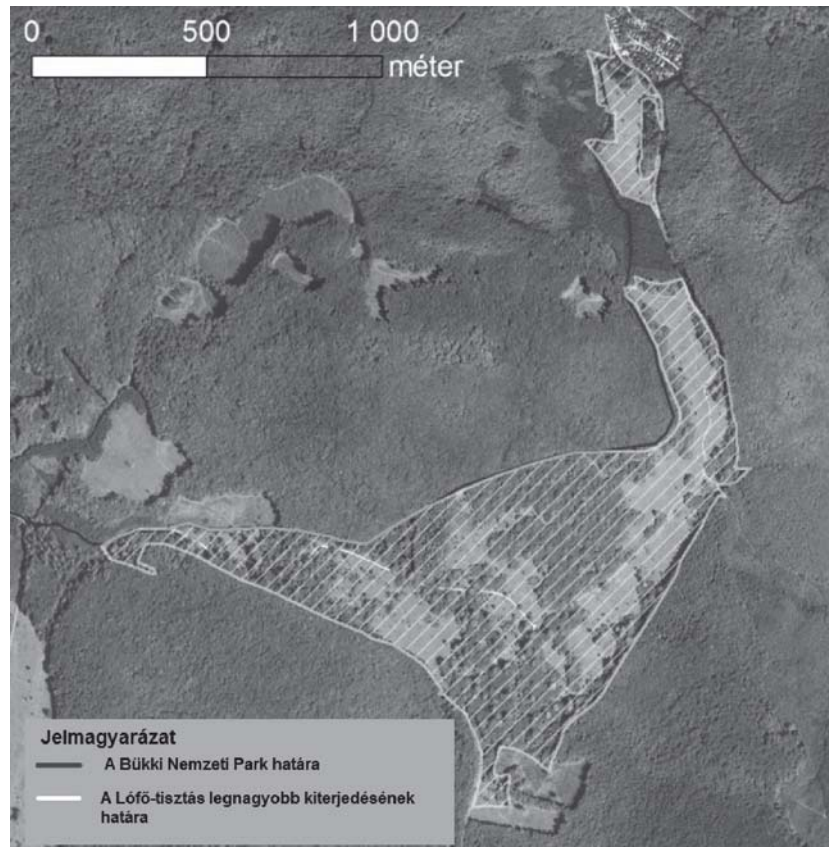 0 500 1 000
méter
Jelmagyarázat
A Bükki Nemzeti Park határa
A Lófő-tisztás legnagyobb kiterjedésének
határa